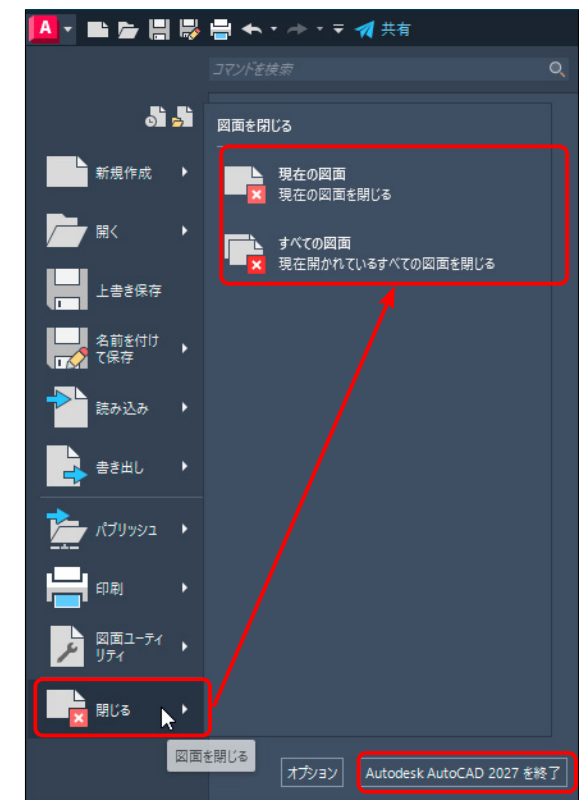 A
共有
コマンドを検索
図面を閉じる
新規作成
現在の図面
現在の図面を閉じる
開く
すべての図面
現在開かれているすべての図面を閉じる
上書き保存
名前を付け
て保存
読み込み
書き出し
パブリッシュ
印刷
図面ユーティ
リティ
閉じる
図面を閉じる
オプション
Autodesk AutoCAD 2027 を終了